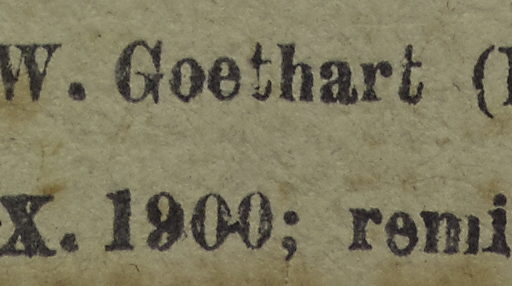 W. Goethart (
X. 1900; remi